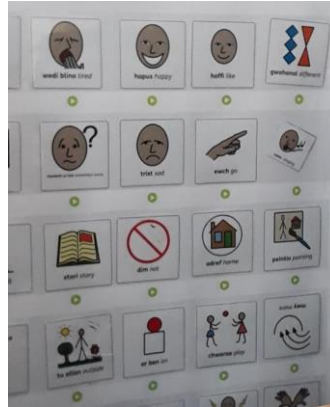 wedi blino tired
hapus happy
hoffi like
gwahanol different
trist sad
ewch go
stori story
dim not
adref home
peintio painting
tu allan outside
ar ben on
chwarae play